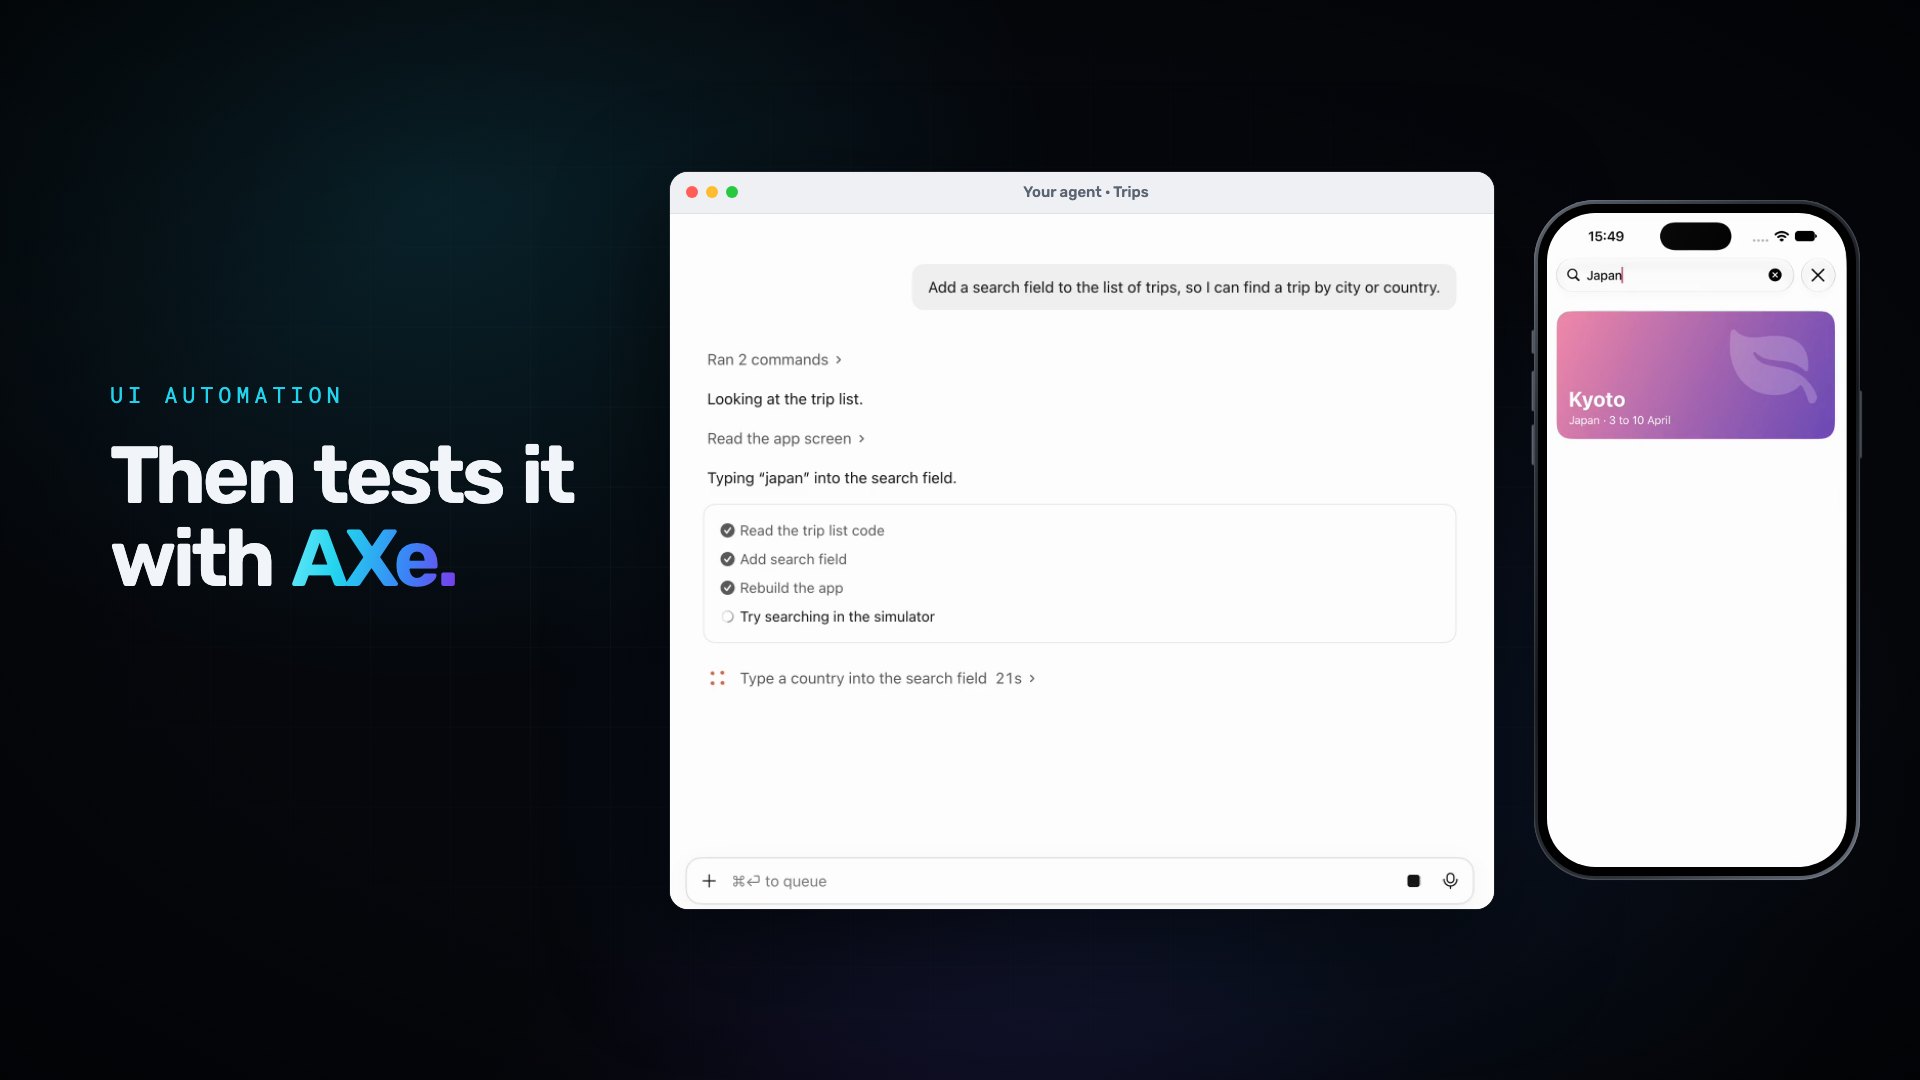 UI AUTOMATION
Then tests it
with AXe.
Your agent • Trips
Add a search field to the list of trips, so I can find a trip by city or country.
Ran 2 commands >
Looking at the trip list.
Read the app screen >
Typing “japan” into the search field.
Read the trip list code
Add search field
Rebuild the app
Try searching in the simulator
Type a country into the search field 21s >
⌘⏎ to queue
15:49
Japan
Kyoto
Japan · 3 to 10 April